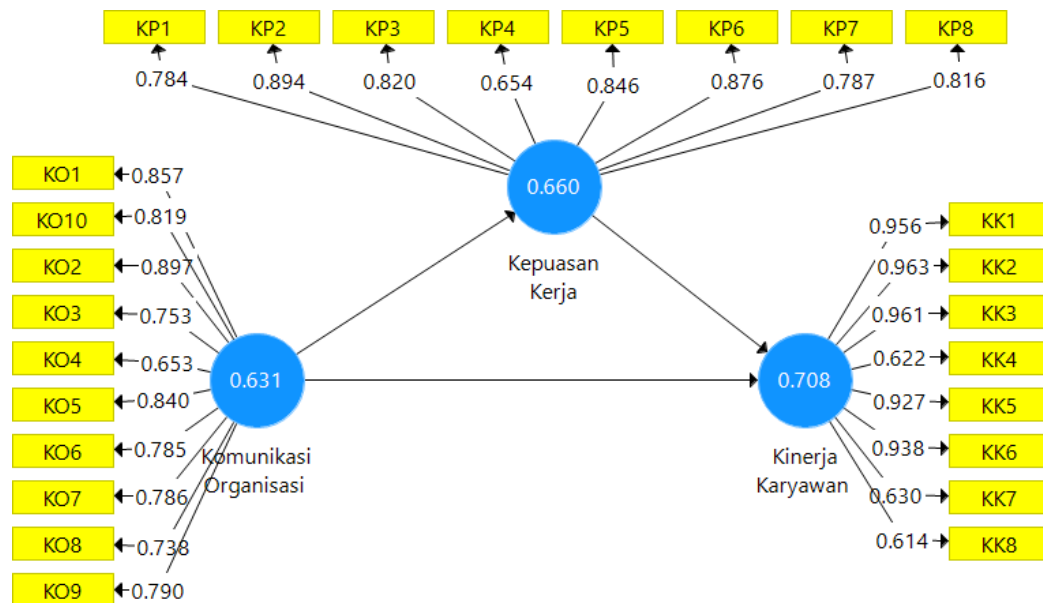 KP1 KP2 KP3 KP4 KP5 KP6 KP7 KP8
0.784 0.894 0.820 0.654 0.846 0.876 0.787 0.816
0.660
Kepuasan
Kerja
KO1 0.857
KO10 0.819
KO2 0.897
KO3 0.753
KO4 0.653
KO5 0.840
KO6 0.785
KO7 0.786
KO8 0.738
KO9 0.790
0.631
Komunikasi
Organisasi
0.708
Kinerja
Karyawan
0.956 KK1
0.963 KK2
0.961 KK3
0.622 KK4
0.927 KK5
0.938 KK6
0.630 KK7
0.614 KK8